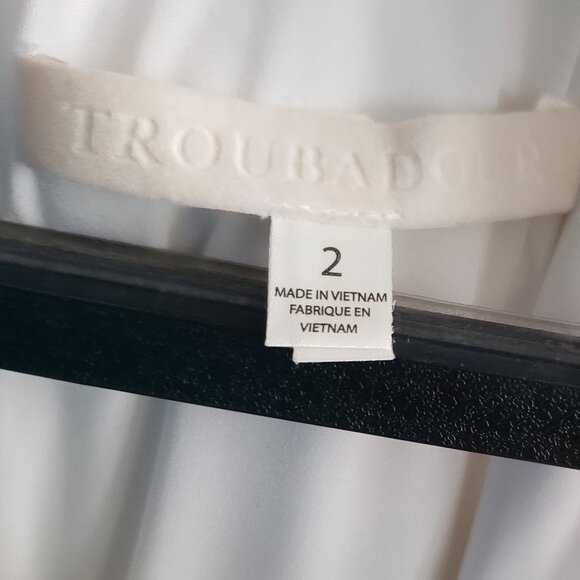 TROUBADOUR
2
MADE IN VIETNAM
FABRIQUE EN
VIETNAM